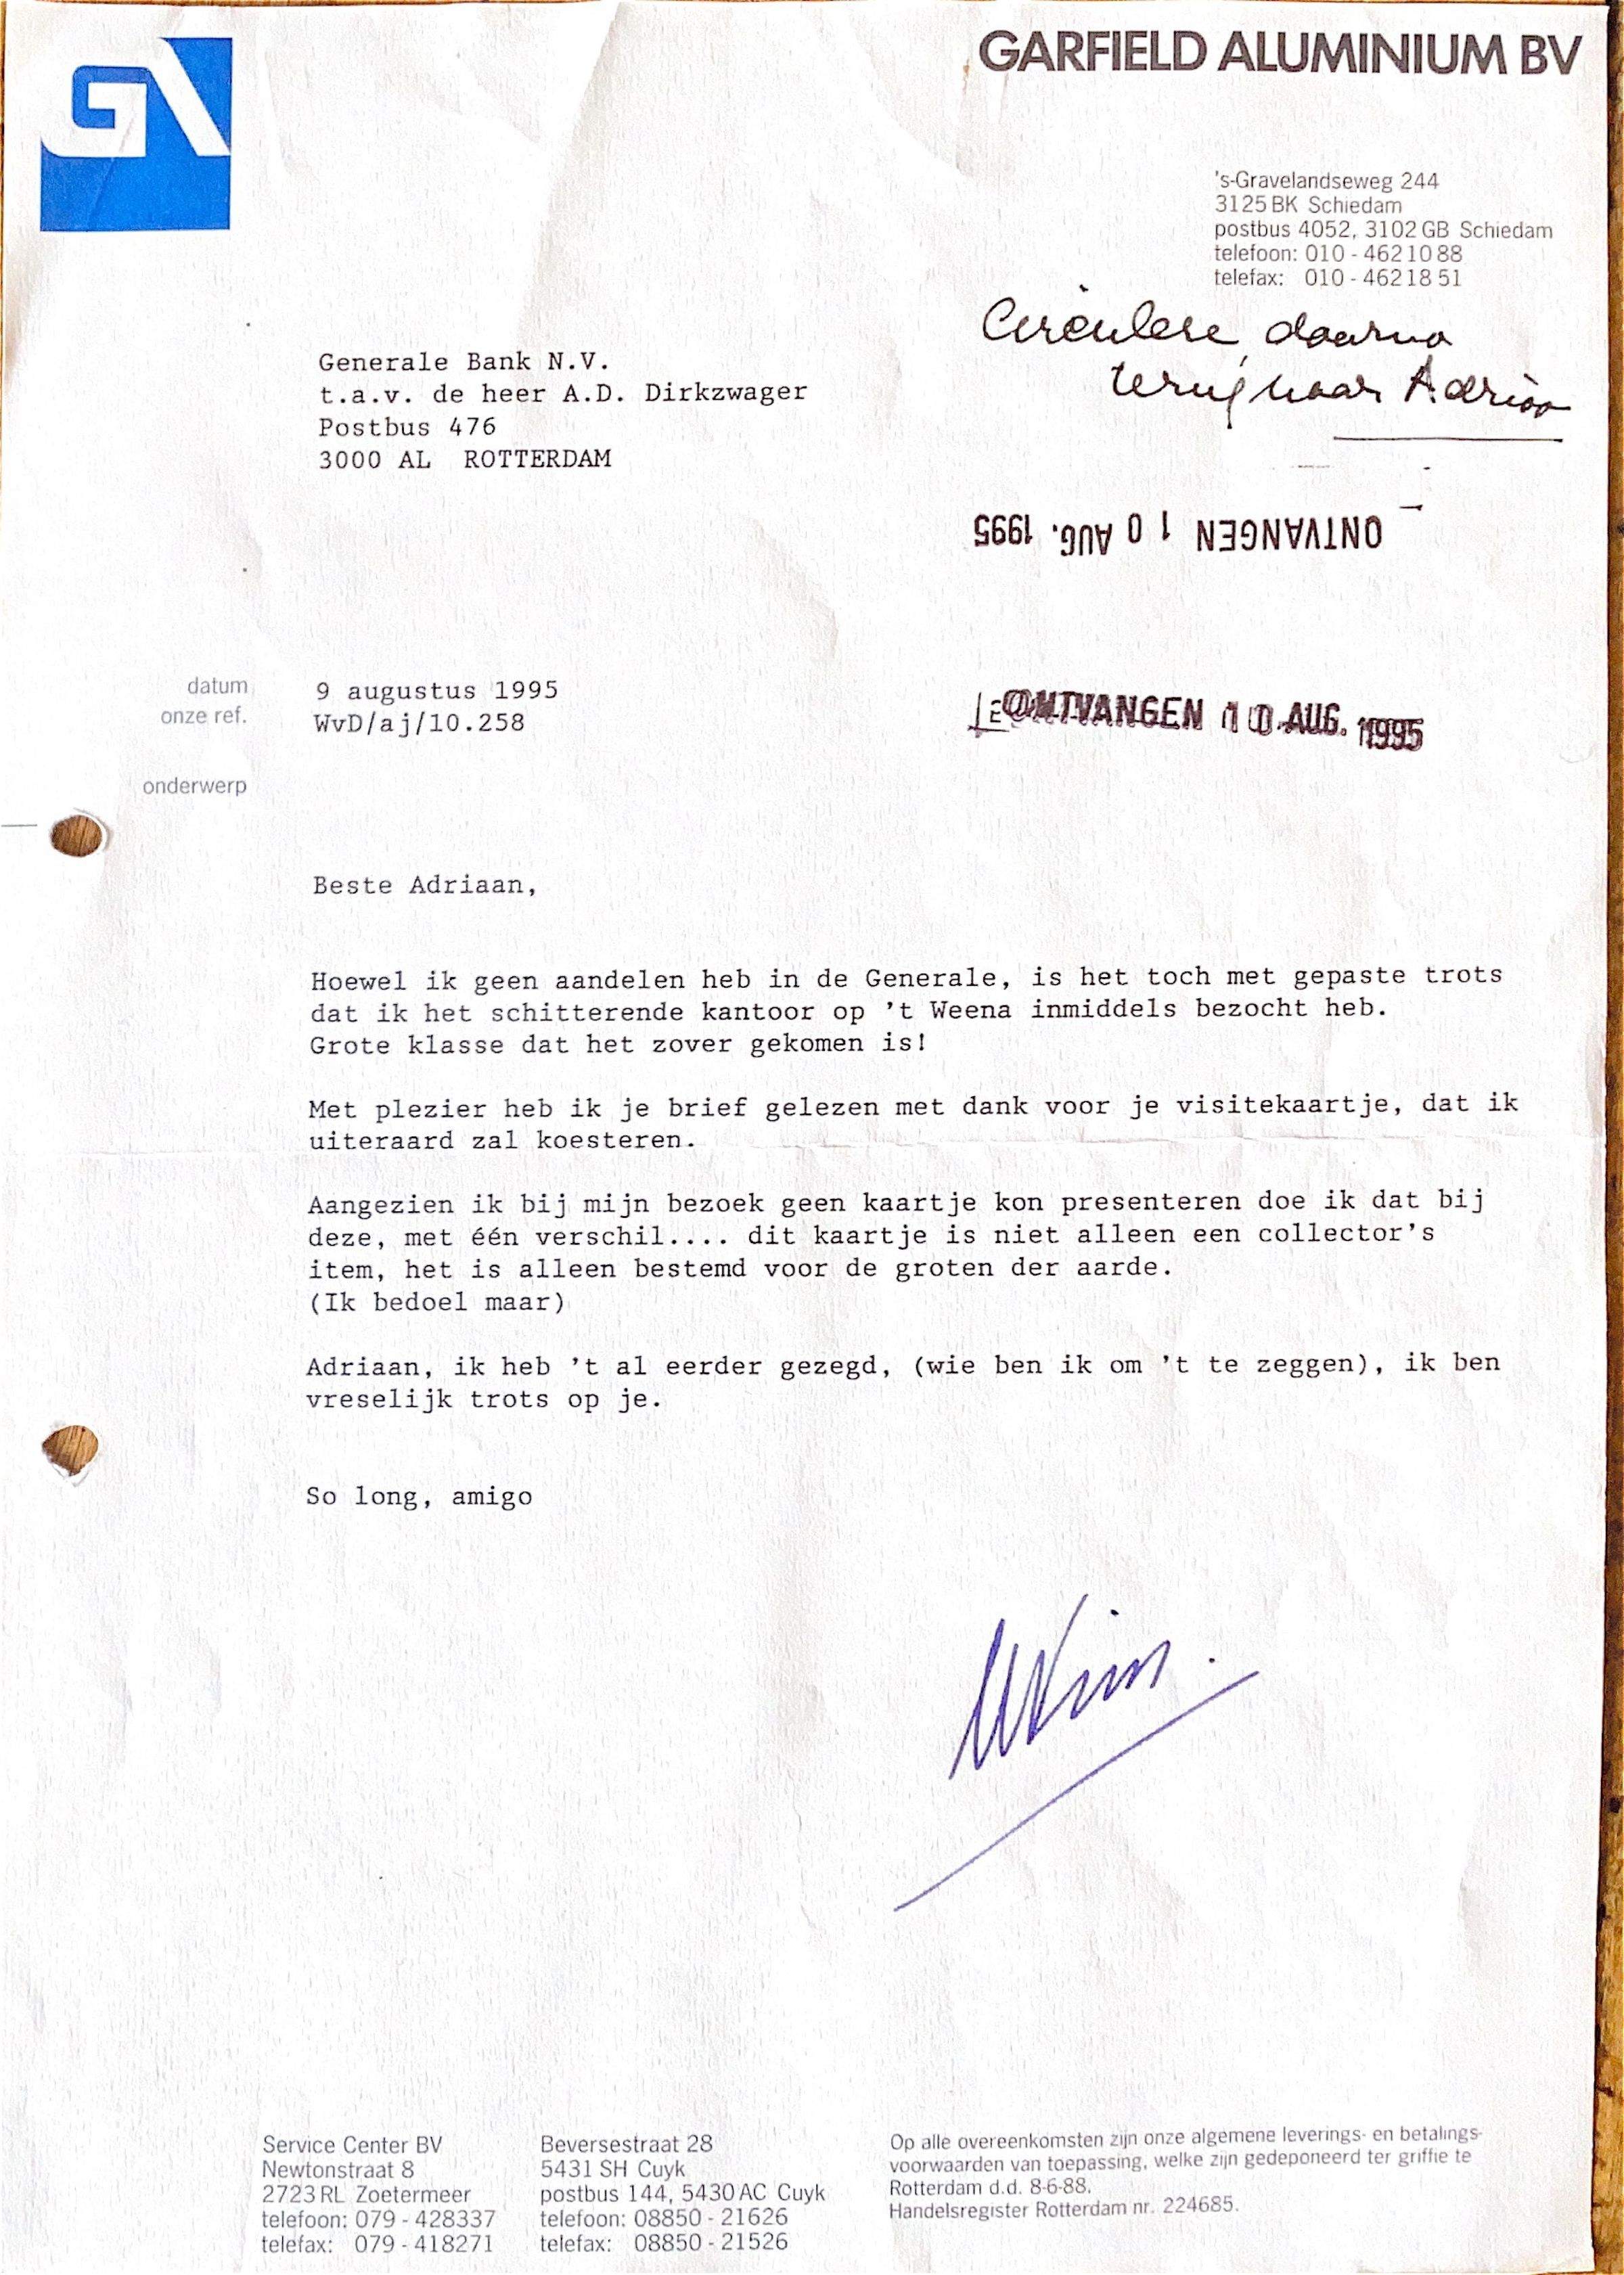 GA
GARFIELD ALUMINIUM BV
's-Gravelandseweg 244
3125 BK Schiedam
postbus 4052, 3102 GB Schiedam
telefoon: 010 - 462 10 88
telefax: 010 - 462 18 51
Circulere, daarna
terug naar Adriaan
Generale Bank N.V.
t.a.v. de heer A.D. Dirkzwager
Postbus 476
3000 AL ROTTERDAM
ONTVANGEN 1 0 AUG. 1995
datum 9 augustus 1995
onze ref. WvD/aj/10.258
ONTVANGEN 1 0 AUG. 1995
onderwerp
Beste Adriaan,
Hoewel ik geen aandelen heb in de Generale, is het toch met gepaste trots
dat ik het schitterende kantoor op 't Weena inmiddels bezocht heb.
Grote klasse dat het zover gekomen is!
Met plezier heb ik je brief gelezen met dank voor je visitekaartje, dat ik
uiteraard zal koesteren.
Aangezien ik bij mijn bezoek geen kaartje kon presenteren doe ik dat bij
deze, met één verschil.... dit kaartje is niet alleen een collector's
item, het is alleen bestemd voor de groten der aarde.
(Ik bedoel maar)
Adriaan, ik heb 't al eerder gezegd, (wie ben ik om 't te zeggen), ik ben
vreselijk trots op je.
So long, amigo
Wim.
Service Center BV
Newtonstraat 8
2723 RL Zoetermeer
telefoon: 079 - 428337
telefax: 079 - 418271
Beversestraat 28
5431 SH Cuyk
postbus 144, 5430 AC Cuyk
telefoon: 08850 - 21626
telefax: 08850 - 21526
Op alle overeenkomsten zijn onze algemene leverings- en betalings-
voorwaarden van toepassing, welke zijn gedeponeerd ter griffie te
Rotterdam d.d. 8-6-88.
Handelsregister Rotterdam nr. 224685.